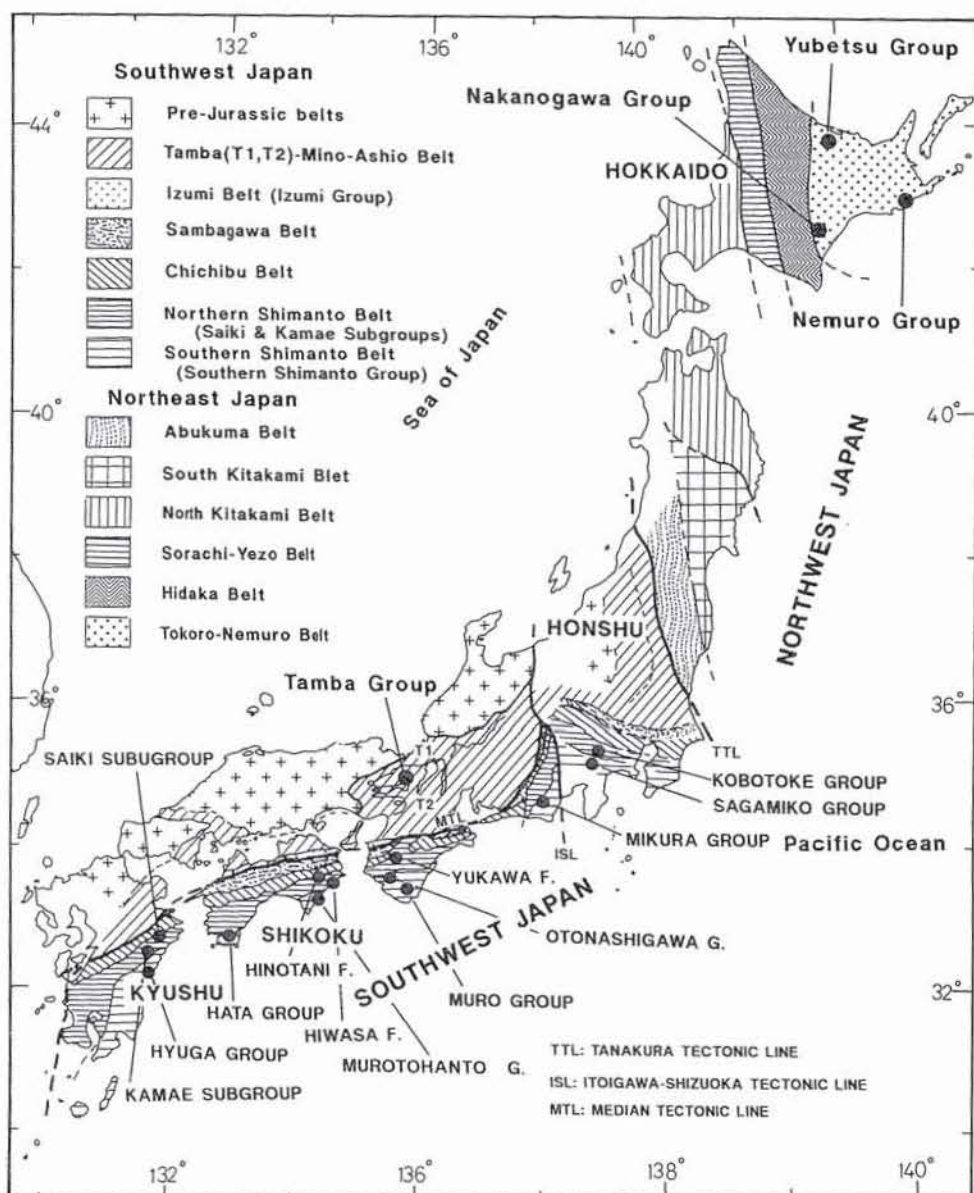 132°
136°
140°
Southwest Japan
Pre-Jurassic belts
Tamba(T1,T2)-Mino-Ashio Belt
Izumi Belt (Izumi Group)
Sambagawa Belt
Chichibu Belt
Northern Shimanto Belt
(Saiki & Kamae Subgroups)
Southern Shimanto Belt
(Southern Shimanto Group)
Northeast Japan
Abukuma Belt
South Kitakami Blet
North Kitakami Belt
Sorachi-Yezo Belt
Hidaka Belt
Tokoro-Nemuro Belt
44°
40°
Yubetsu Group
Nakanogawa Group
HOKKAIDO
Nemuro Group
Sea of Japan
40°
NORTHWEST JAPAN
HONSHU
Tamba Group
36°
36°
SAIKI SUBUGROUP
T1
T2
MTL
TTL
KOBOTOKE GROUP
SAGAMIKO GROUP
MIKURA GROUP
Pacific Ocean
ISL
YUKAWA F.
SOUTHWEST JAPAN
OTONASHIGAWA G.
SHIKOKU
HINOTANI F.
KYUSHU
MURO GROUP
32°
HATA GROUP
HIWASA F.
HYUGA GROUP
MUROTOHANTO G.
KAMAE SUBGROUP
TTL: TANAKURA TECTONIC LINE
ISL: ITOIGAWA-SHIZUOKA TECTONIC LINE
MTL: MEDIAN TECTONIC LINE
132°
136°
138°
140°